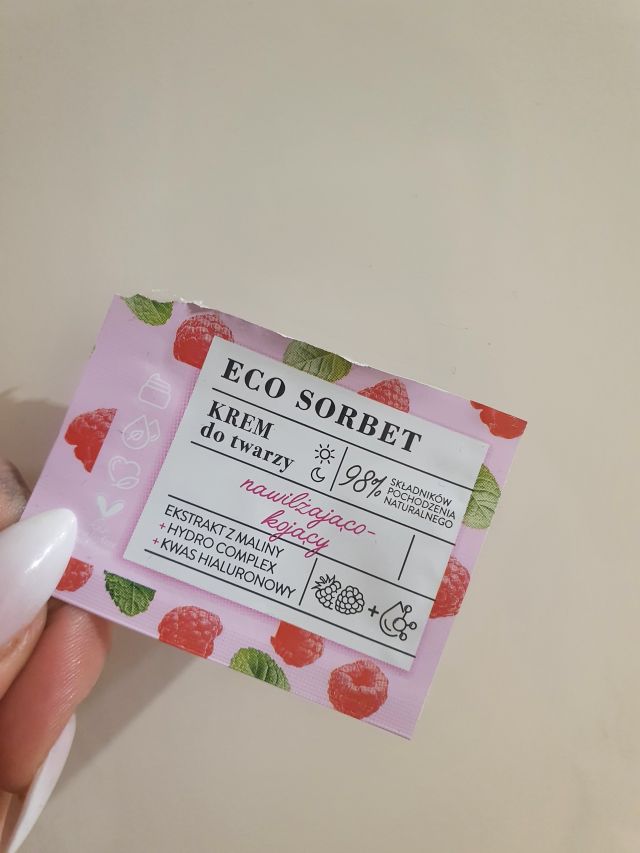 ECO SORBET
KREM
do twarzy
98%
SKŁADNIKÓW
POCHODZENIA
NATURALNEGO
nawilżająco-
kojący
EKSTRAKT Z MALINY
+ HYDRO COMPLEX
+ KWAS HIALURONOWY
+